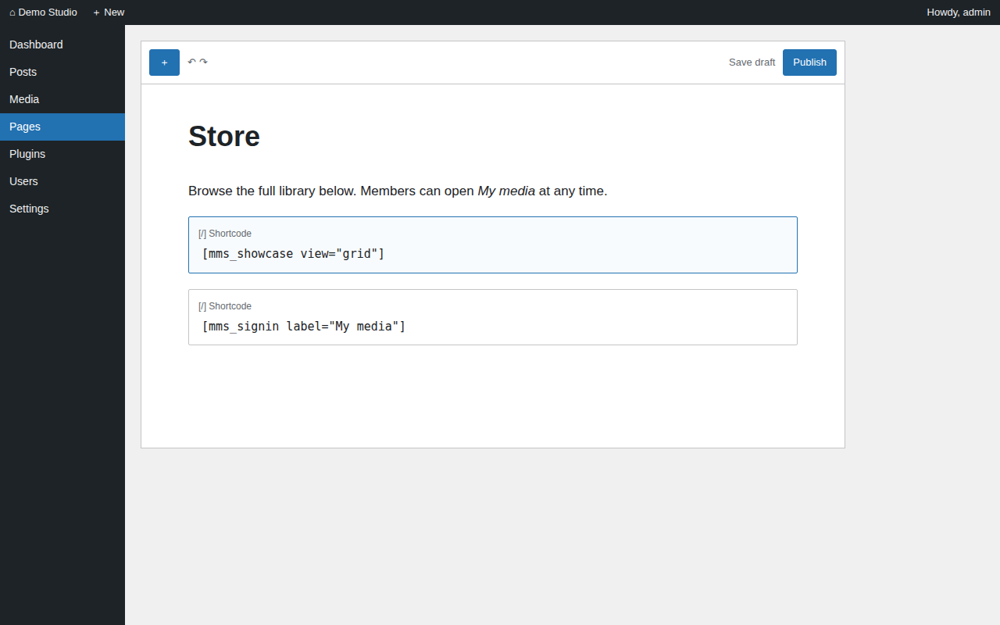 ⌂ Demo Studio
+ New
Howdy, admin
Dashboard
Posts
Media
Pages
Plugins
Users
Settings
+
↶ ↷
Save draft
Publish
Store
Browse the full library below. Members can open My media at any time.
[/] Shortcode
[mms_showcase view="grid"]
[/] Shortcode
[mms_signin label="My media"]